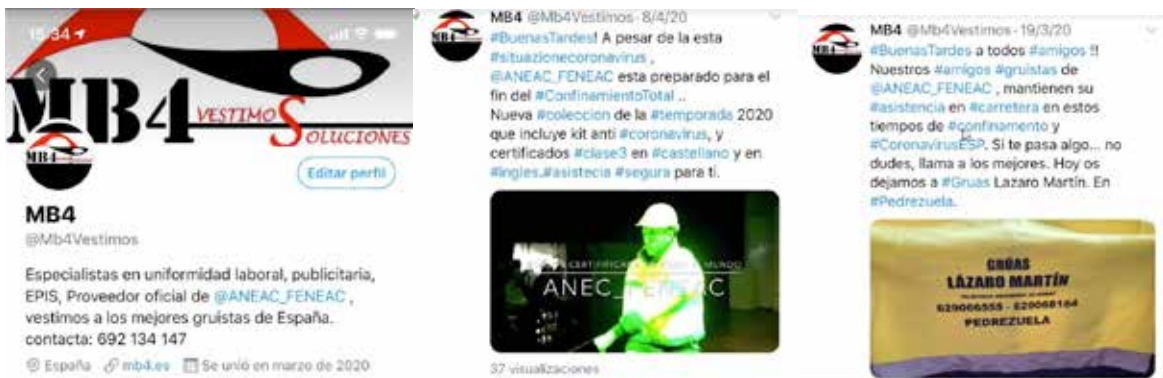 15:34
MB4 VESTIMOS SOLUCIONES
MB4
Editar perfil
MB4
@Mb4Vestimos
Especialistas en uniformidad laboral, publicitaria,
EPIS, Proveedor oficial de @ANEAC_FENEAC ,
vestimos a los mejores gruistas de España.
contacta: 692 134 147
España mb4.es Se unió en marzo de 2020
MB4 @Mb4Vestimos · 8/4/20
MB4
#BuenasTardes! A pesar de la esta
#situazionecoronavirus ,
@ANEAC_FENEAC esta preparado para el
fin del #ConfinamientoTotal ..
Nueva #coleccion de la #temporada 2020
que incluye kit anti #coronavirus, y
certificados #clase3 en #castellano y en
#ingles.#asistecia #segura para ti.
MUNDO
ANEC_FENEAC
37 visualizaciones
MB4 @Mb4Vestimos · 19/3/20
MB4
#BuenasTardes a todos #amigos !!
Nuestros #amigos #gruistas de
@ANEAC_FENEAC , mantienen su
#asistencia en #carretera en estos
tiempos de #confinamento y
#CoronavirusESP. Si te pasa algo... no
dudes, llama a los mejores. Hoy os
dejamos a #Gruas Lazaro Martín. En
#Pedrezuela.
GRÚAS
LÁZARO MARTÍN
PEDREZUELA